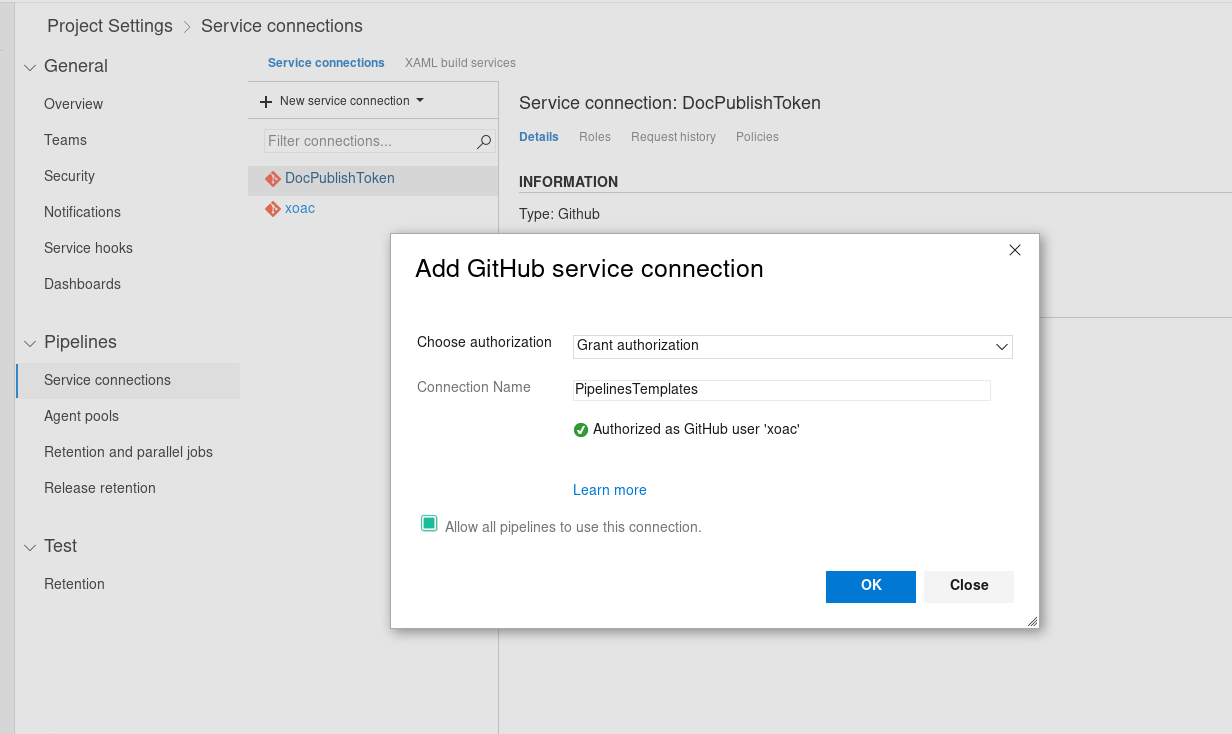 Project Settings > Service connections
General
Overview
Teams
Security
Notifications
Service hooks
Dashboards
Pipelines
Service connections
Agent pools
Retention and parallel jobs
Release retention
Test
Retention
Service connections XAML build services
+ New service connection
Filter connections...
DocPublishToken
xoac
Service connection: DocPublishToken
Details Roles Request history Policies
INFORMATION
Type: Github
Add GitHub service connection
Choose authorization Grant authorization
Connection Name PipelinesTemplates
Authorized as GitHub user 'xoac'
Learn more
Allow all pipelines to use this connection.
OK Close